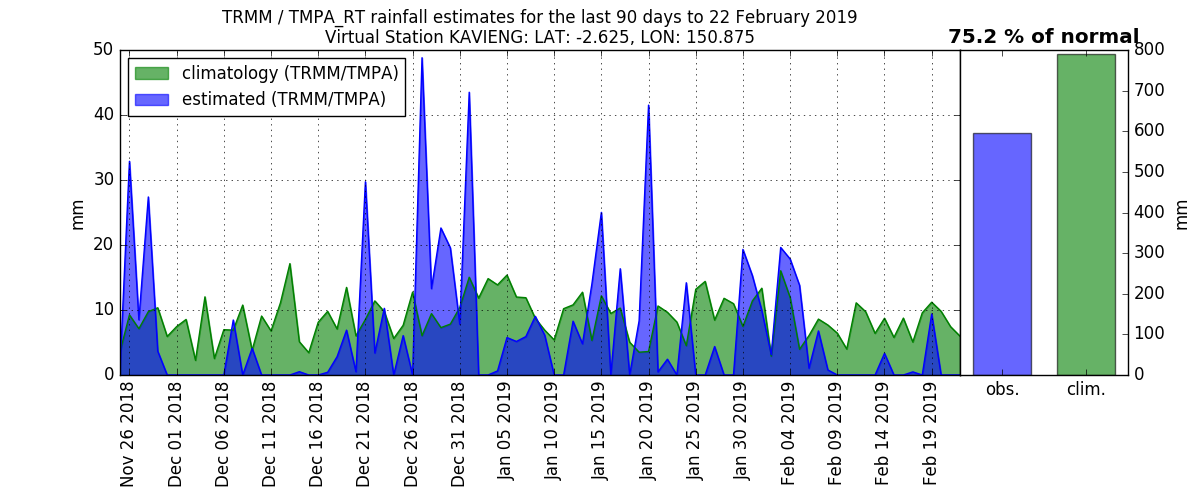 TRMM / TMPA_RT rainfall estimates for the last 90 days to 22 February 2019
Virtual Station KAVIENG: LAT: -2.625, LON: 150.875
75.2 % of normal
climatology (TRMM/TMPA)
estimated (TRMM/TMPA)
50
40
30
20
10
0
mm
800
700
600
500
400
300
200
100
0
mm
Nov 26 2018
Dec 01 2018
Dec 06 2018
Dec 11 2018
Dec 16 2018
Dec 21 2018
Dec 26 2018
Dec 31 2018
Jan 05 2019
Jan 10 2019
Jan 15 2019
Jan 20 2019
Jan 25 2019
Jan 30 2019
Feb 04 2019
Feb 09 2019
Feb 14 2019
Feb 19 2019
obs.
clim.